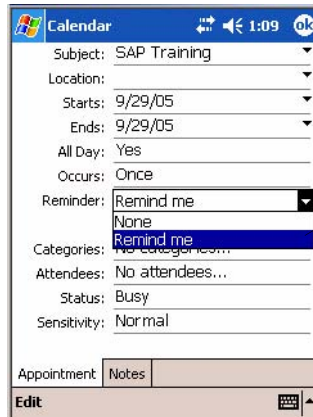 Calendar 1:09 ok
Subject: SAP Training
Location:
Starts: 9/29/05
Ends: 9/29/05
All Day: Yes
Occurs: Once
Reminder: Remind me
None
Remind me
Categories: No categories...
Attendees: No attendees...
Status: Busy
Sensitivity: Normal
Appointment Notes
Edit